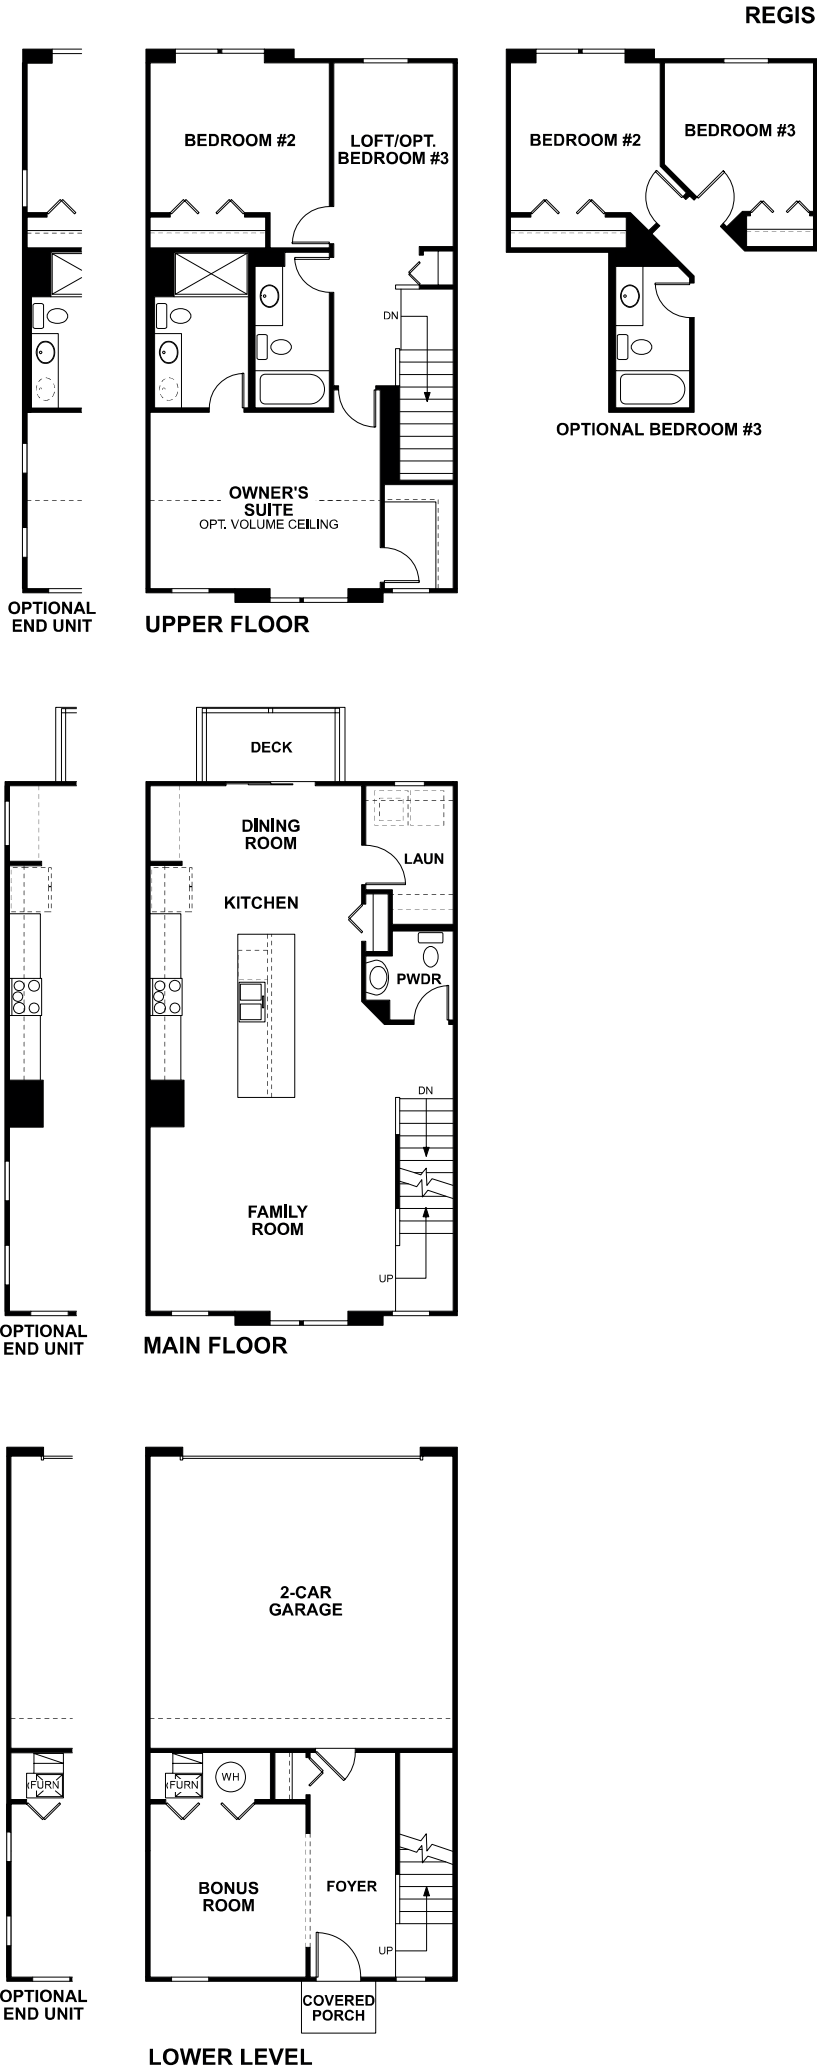 REGIS
BEDROOM #2
LOFT/OPT.
BEDROOM #3
BEDROOM #2
BEDROOM #3
DN
OPTIONAL BEDROOM #3
OWNER'S
SUITE
OPT. VOLUME CEILING
OPTIONAL
END UNIT
UPPER FLOOR
DECK
DINING
ROOM
LAUN
KITCHEN
PWDR
DN
FAMILY
ROOM
UP
OPTIONAL
END UNIT
MAIN FLOOR
2-CAR
GARAGE
FURN
FURN
WH
BONUS
ROOM
FOYER
UP
OPTIONAL
END UNIT
COVERED
PORCH
LOWER LEVEL